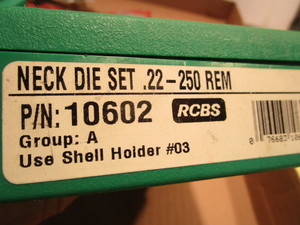 NECK DIE SET .22-250 REM
P/N: 10602 RCBS
Group: A
Use Shell Holder #03